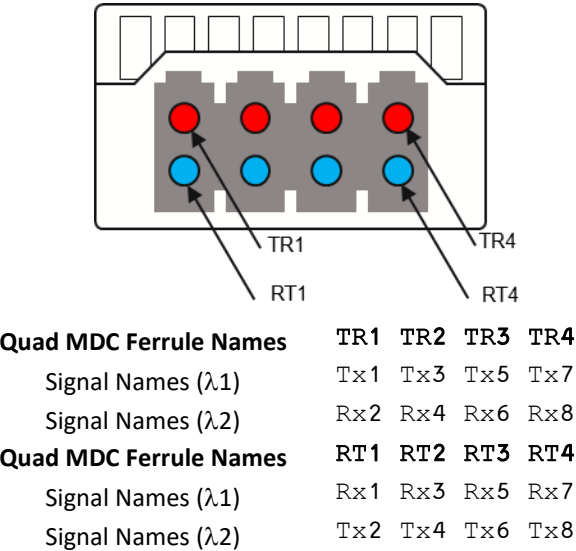 TR1 TR4
RT1 RT4
Quad MDC Ferrule Names TR1 TR2 TR3 TR4
Signal Names (λ1) Tx1 Tx3 Tx5 Tx7
Signal Names (λ2) Rx2 Rx4 Rx6 Rx8
Quad MDC Ferrule Names RT1 RT2 RT3 RT4
Signal Names (λ1) Rx1 Rx3 Rx5 Rx7
Signal Names (λ2) Tx2 Tx4 Tx6 Tx8